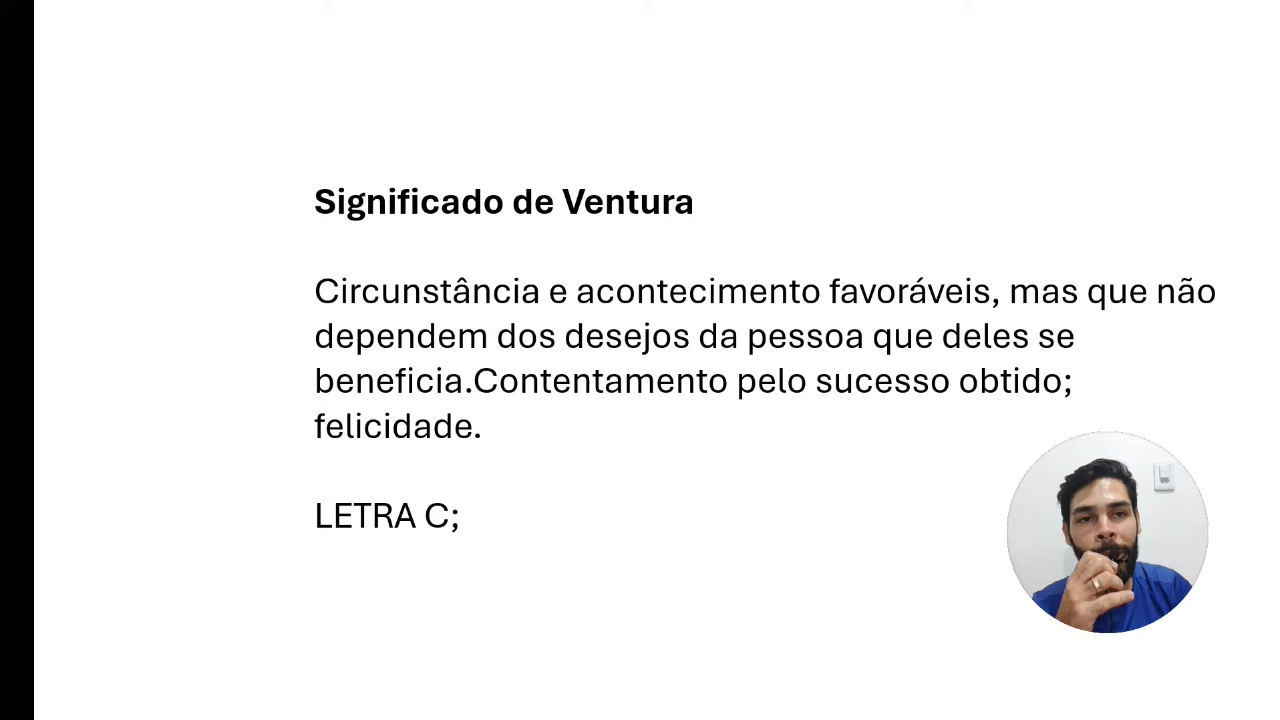 Significado de Ventura
Circunstância e acontecimento favoráveis, mas que não
dependem dos desejos da pessoa que deles se
beneficia.Contentamento pelo sucesso obtido;
felicidade.
LETRA C;